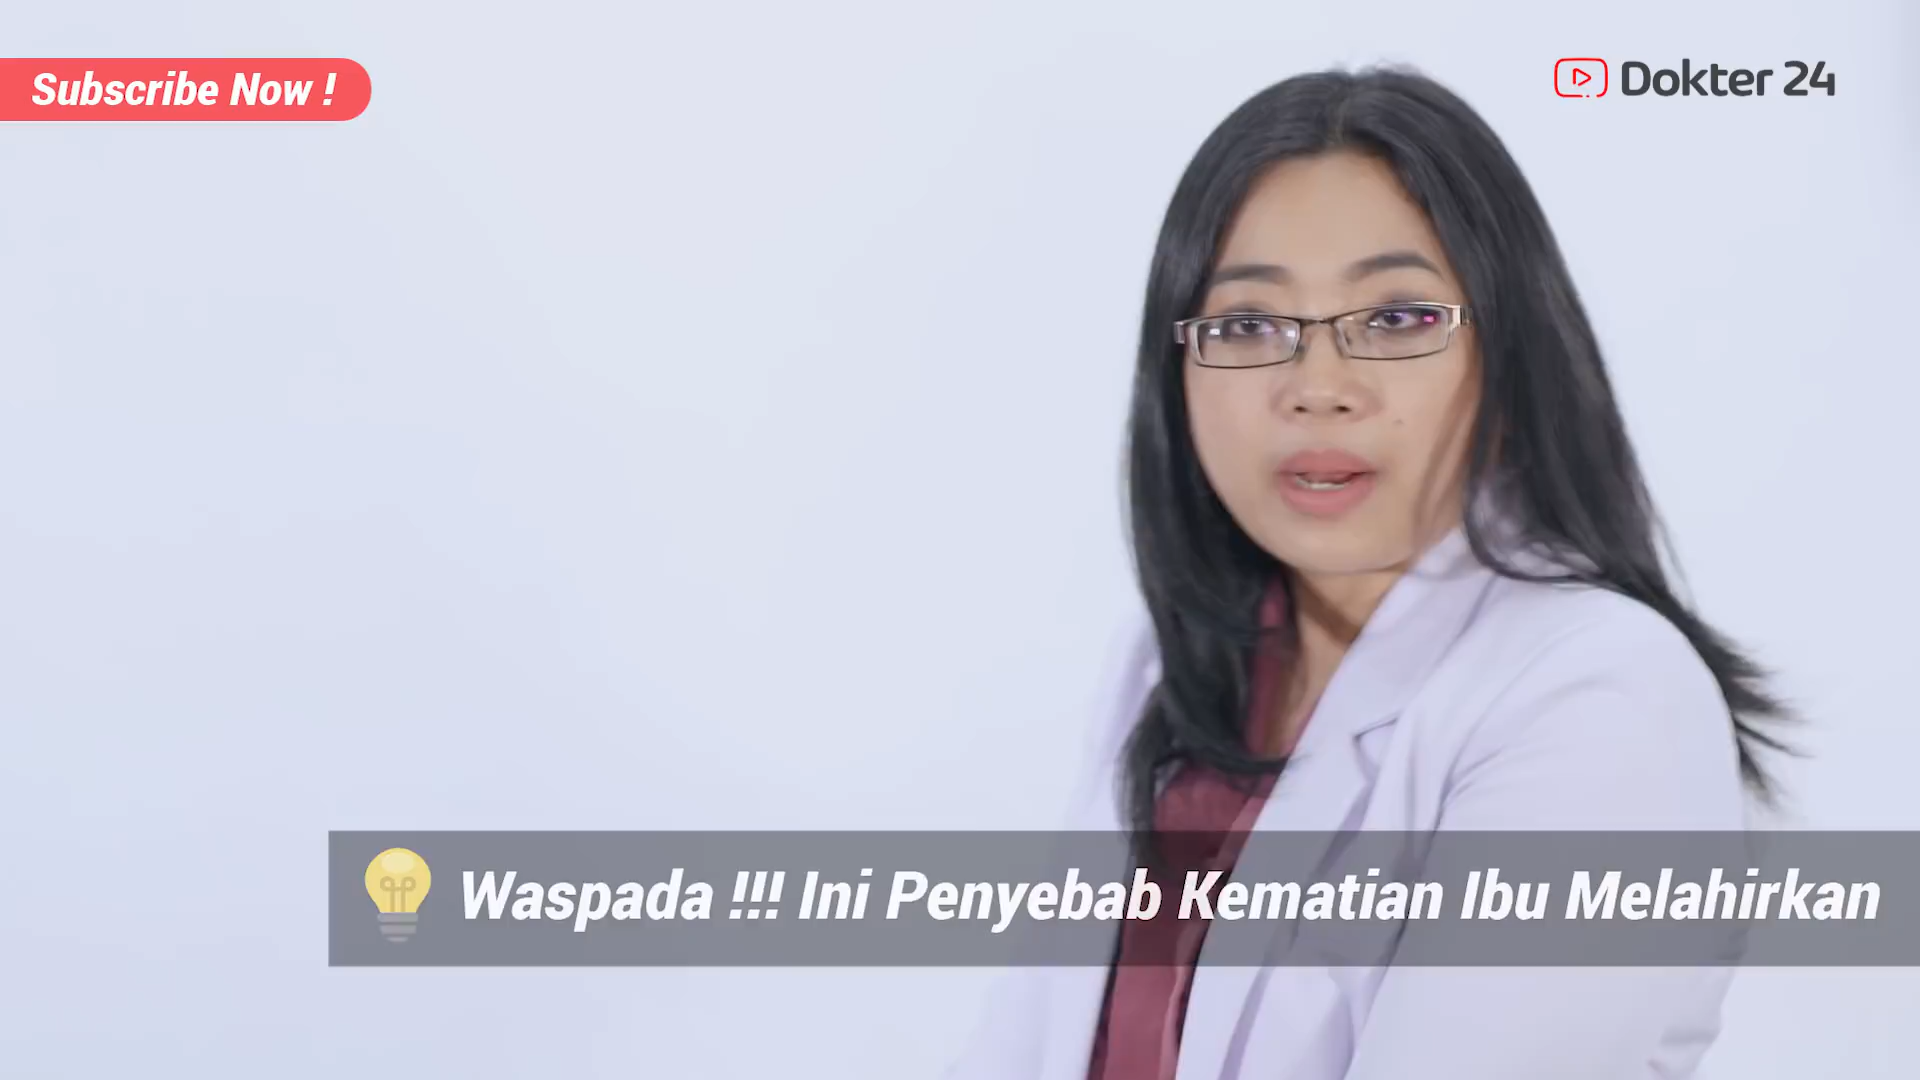 Subscribe Now !
Dokter 24
Waspada !!! Ini Penyebab Kematian Ibu Melahirkan